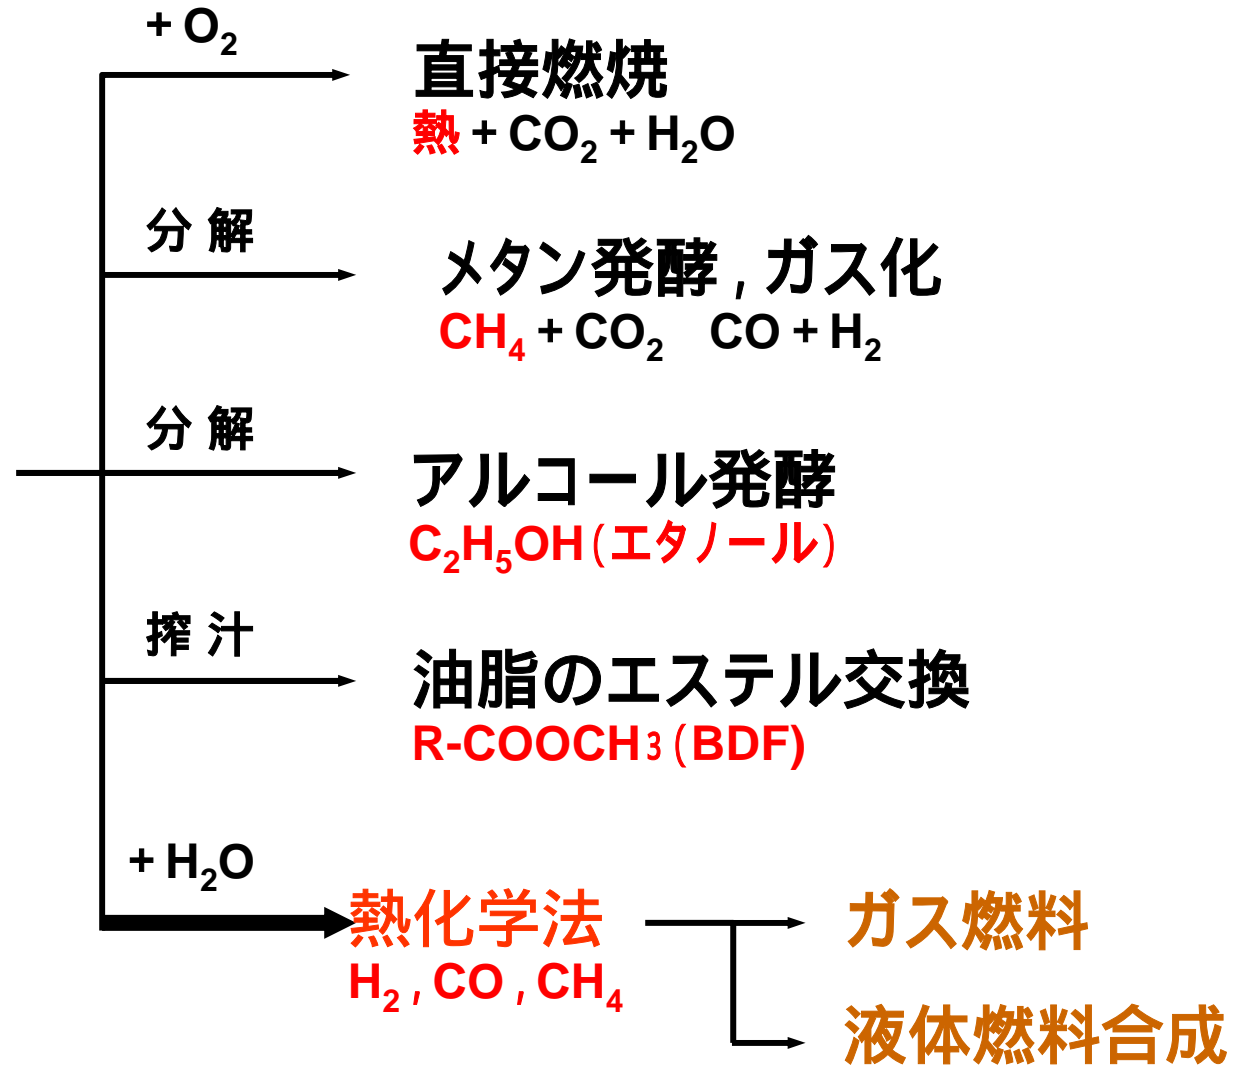 + O₂
直接燃焼
熱 + CO₂ + H₂O
分 解
メタン発酵 , ガス化
CH₄ + CO₂ CO + H₂
分 解
アルコール発酵
C₂H₅OH（エタノール）
搾 汁
油脂のエステル交換
R-COOCH３（BDF)
+ H₂O
熱化学法
H₂ , CO , CH₄
ガス燃料
液体燃料合成